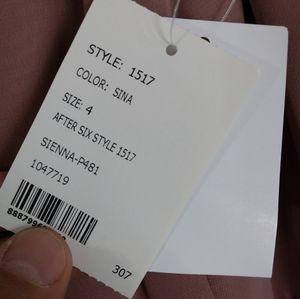 STYLE: 1517
COLOR: SINA
SIZE: 4
AFTER SIX STYLE 1517
SIENNA-P481
1047719
307